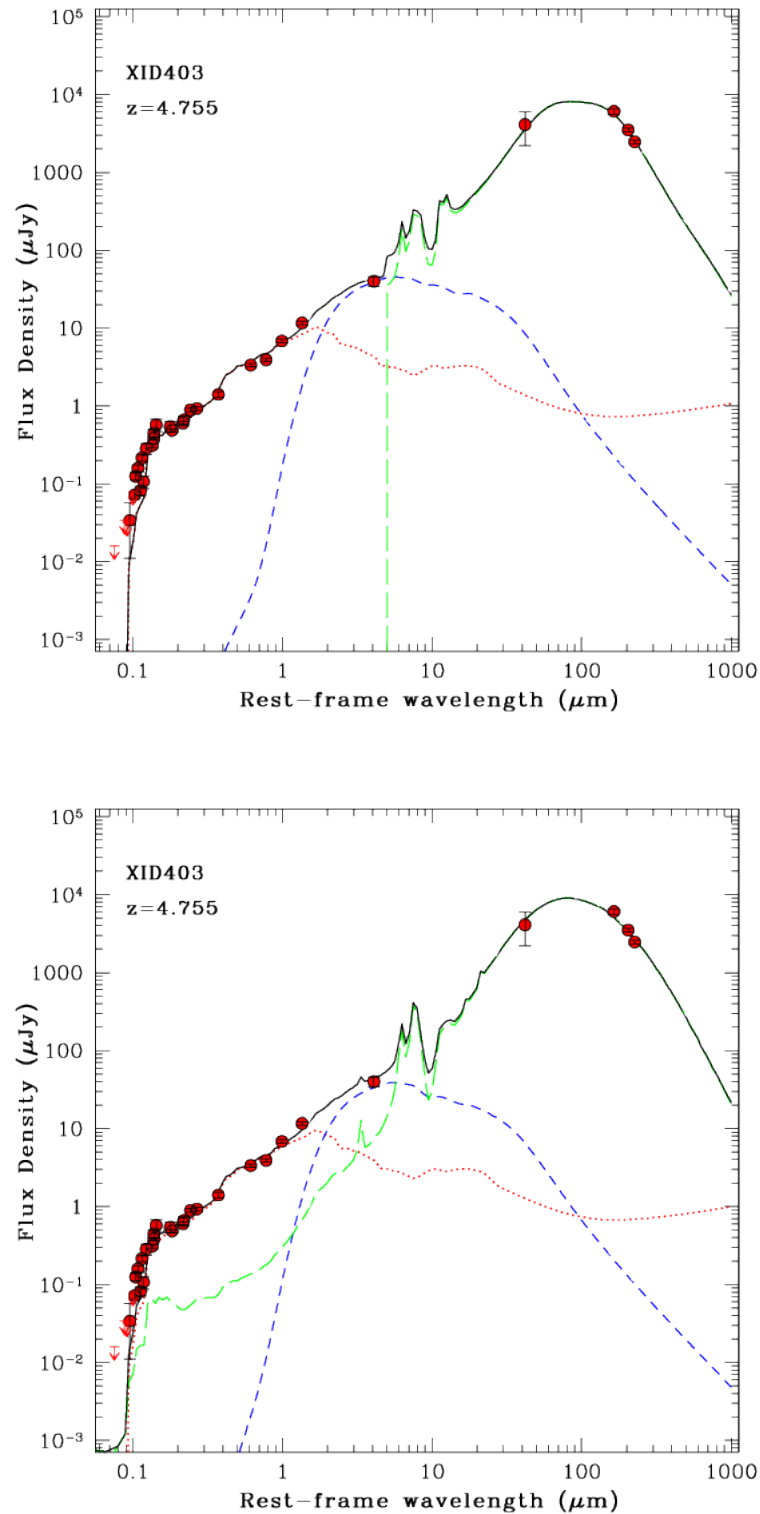 10⁵
XID403
z=4.755
10⁴
1000
100
10
1
10⁻¹
10⁻²
10⁻³
Flux Density (μJy)
0.1 1 10 100 1000
Rest−frame wavelength (μm)
10⁵
XID403
z=4.755
10⁴
1000
100
10
1
10⁻¹
10⁻²
10⁻³
Flux Density (μJy)
0.1 1 10 100 1000
Rest−frame wavelength (μm)